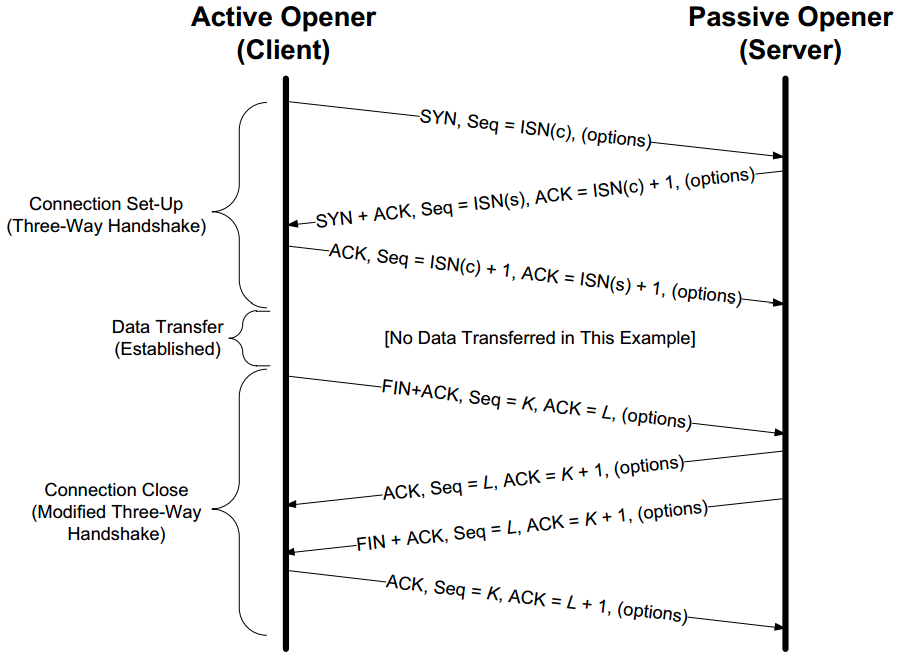 Active Opener
(Client)
Passive Opener
(Server)
SYN, Seq = ISN(c), (options)
SYN + ACK, Seq = ISN(s), ACK = ISN(c) + 1, (options)
Connection Set-Up
(Three-Way Handshake)
ACK, Seq = ISN(c) + 1, ACK = ISN(s) + 1, (options)
Data Transfer
(Established)
[No Data Transferred in This Example]
FIN+ACK, Seq = K, ACK = L, (options)
ACK, Seq = L, ACK = K + 1, (options)
Connection Close
(Modified Three-Way
Handshake)
FIN + ACK, Seq = L, ACK = K + 1, (options)
ACK, Seq = K, ACK = L + 1, (options)